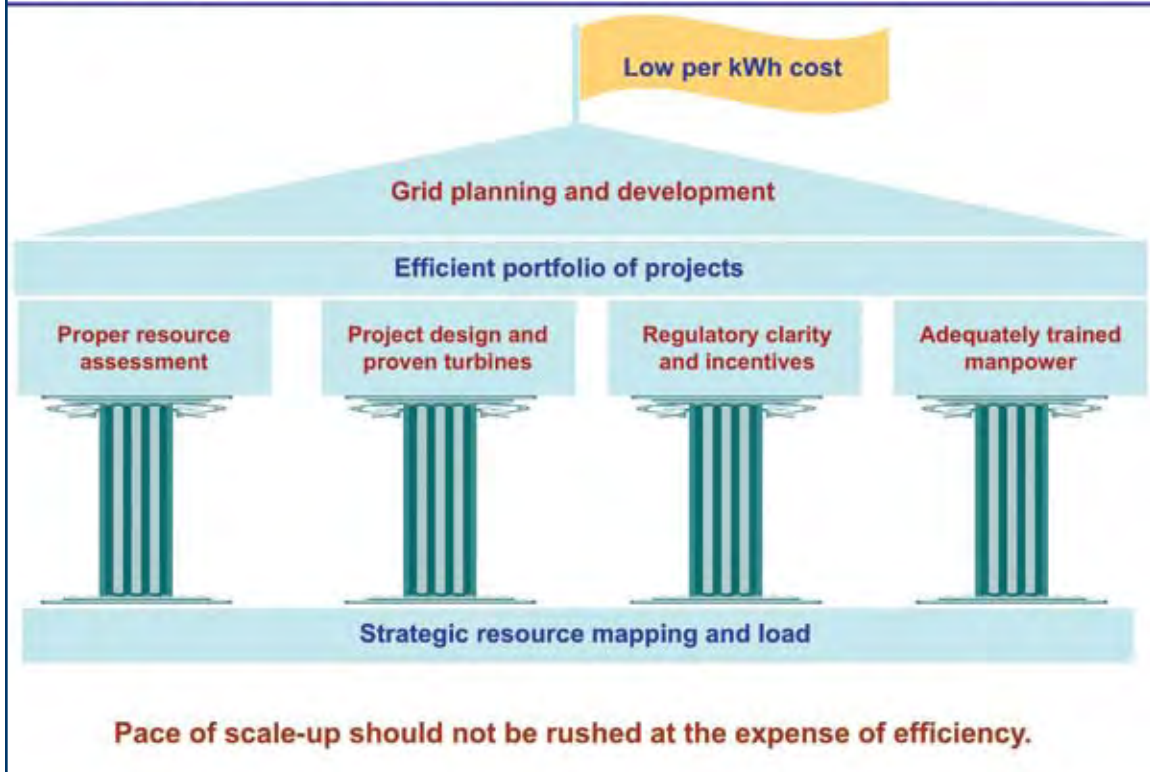 Low per kWh cost
Grid planning and development
Efficient portfolio of projects
Proper resource
assessment
Project design and
proven turbines
Regulatory clarity
and incentives
Adequately trained
manpower
Strategic resource mapping and load
Pace of scale-up should not be rushed at the expense of efficiency.